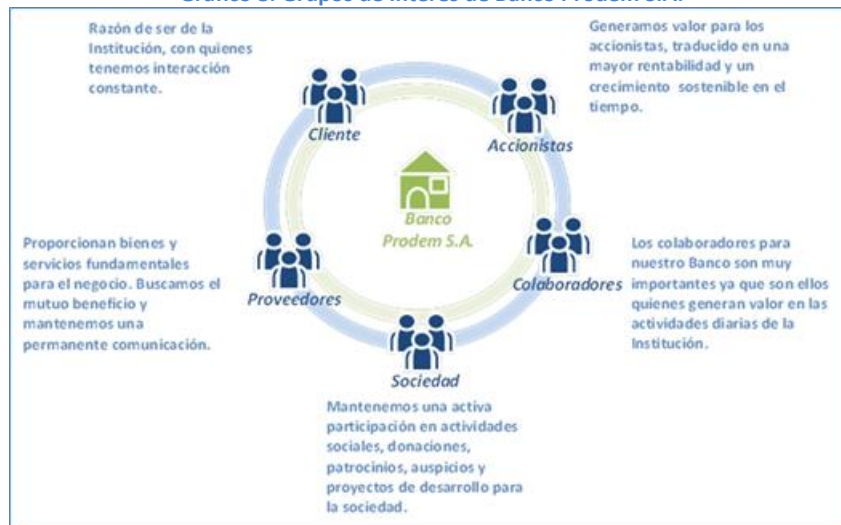 Razón de ser de la
Institución, con quienes
tenemos interacción
constante.
Generamos valor para los
accionistas, traducido en una
mayor rentabilidad y un
crecimiento sostenible en el
tiempo.
Cliente
Accionistas
Banco
Prodem S.A.
Proporcionan bienes y
servicios fundamentales
para el negocio. Buscamos el
mutuo beneficio y
mantenemos una
permanente comunicación.
Proveedores
Colaboradores
Los colaboradores para
nuestro Banco son muy
importantes ya que son ellos
quienes generan valor en las
actividades diarias de la
Institución.
Sociedad
Mantenemos una activa
participación en actividades
sociales, donaciones,
patrocinios, auspicios y
proyectos de desarrollo para
la sociedad.